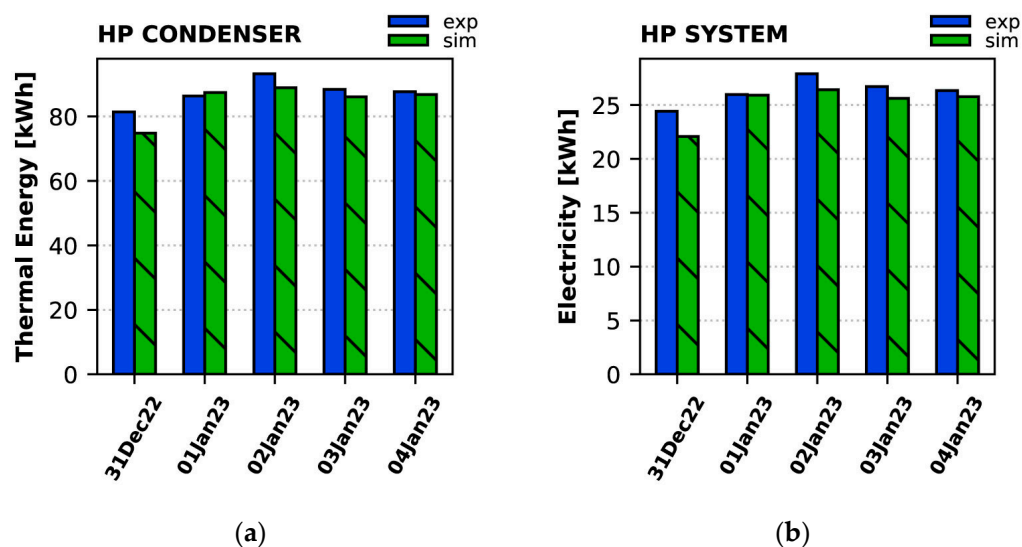 HP CONDENSER
exp
sim
Thermal Energy [kWh]
80
60
40
20
0
31Dec22
01Jan23
02Jan23
03Jan23
04Jan23
(a)
HP SYSTEM
exp
sim
Electricity [kWh]
25
20
15
10
5
0
31Dec22
01Jan23
02Jan23
03Jan23
04Jan23
(b)